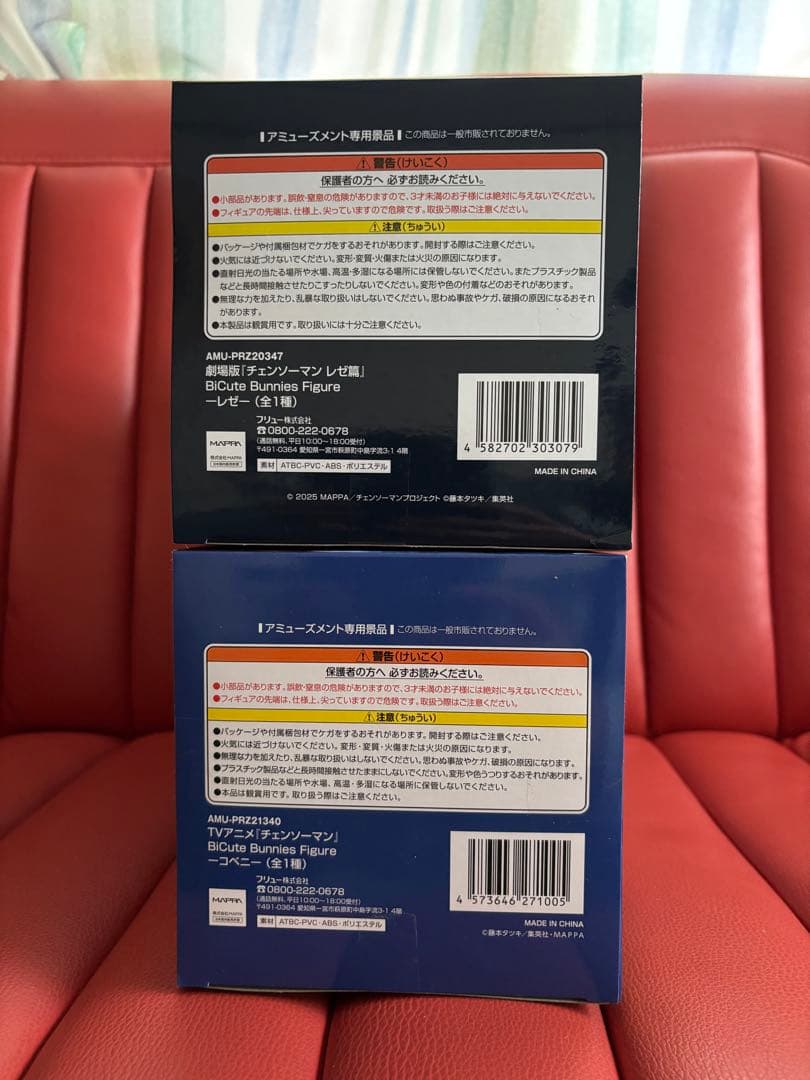 アミューズメント専用景品 この商品は一般市販されておりません。
警告(けいこく)
保護者の方へ 必ずお読みください。
●小部品があります。誤飲・窒息の危険がありますので、3才未満のお子様には絶対に与えないでください。
●フィギュアの先端は、仕様上、尖っていますので危険です。取扱う際はご注意ください。
注意(ちゅうい)
●パッケージや付属梱包材でケガをするおそれがあります。開封する際はご注意ください。
●火気には近づけないでください。変形・変質・火傷または火災の原因になります。
●直射日光の当たる場所や水場、高温・多湿になる場所には保管しないでください。またプラスチック製品
などと長時間接触させたりこすったりしないでください。変形や色の付着などのおそれがあります。
●無理な力を加えたり、乱暴な取り扱いはしないでください。思わぬ事故やケガ、破損の原因になるおそれ
があります。
●本製品は観賞用です。取り扱いには十分ご注意ください。
AMU-PRZ20347
劇場版『チェンソーマン レゼ篇』
BiCute Bunnies Figure
ーレゼー (全1種)
フリュー株式会社
☎0800-222-0678
(通話無料、平日10:00〜18:00受付)
〒491-0364 愛知県一宮市萩原町中島字流3-1 4階
MAPPA
株式会社MAPPA
素材 ATBC-PVC・ABS・ポリエステル
4 582702 303079
MADE IN CHINA
© 2025 MAPPA/チェンソーマンプロジェクト ©藤本タツキ/集英社
アミューズメント専用景品 この商品は一般市販されておりません。
警告(けいこく)
保護者の方へ 必ずお読みください。
●小部品があります。誤飲・窒息の危険がありますので、3才未満のお子様には絶対に与えないでください。
●フィギュアの先端は、仕様上、尖っていますので危険です。取扱う際はご注意ください。
注意(ちゅうい)
●パッケージや付属梱包材でケガをするおそれがあります。開封する際はご注意ください。
●火気には近づけないでください。変形・変質・火傷または火災の原因になります。
●無理な力を加えたり、乱暴な取り扱いはしないでください。思わぬ事故やケガ、破損の原因になります。
●プラスチック製品などと長時間接触させたままにしないでください。変形や色うつりするおそれがあります。
●直射日光の当たる場所や水場、高温・多湿になる場所に保管しないでください。
●本品は観賞用です。取り扱う際はご注意ください。
AMU-PRZ21340
TVアニメ『チェンソーマン』
BiCute Bunnies Figure
ーコベニー (全1種)
フリュー株式会社
☎0800-222-0678
(通話無料、平日10:00〜18:00受付)
〒491-0364 愛知県一宮市萩原町中島字流3-1 4階
MAPPA
株式会社MAPPA
素材 ATBC-PVC・ABS・ポリエステル
4 573646 271005
MADE IN CHINA
©藤本タツキ/集英社・MAPPA